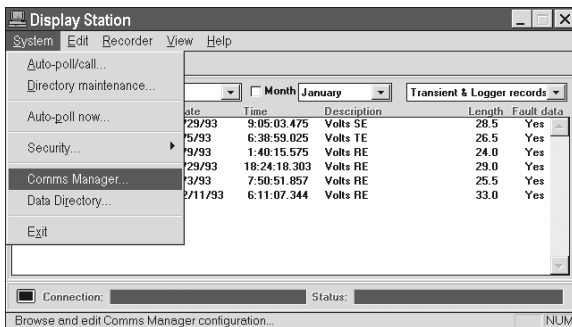 Display Station
System Edit Recorder View Help
Auto-poll/call...
Directory maintenance...
Auto-poll now...
Security...
Comms Manager...
Data Directory...
Exit
Month January Transient & Logger records
ate Time Description Length Fault data
/29/93 9:05:03.475 Volts SE 28.5 Yes
/5/93 6:38:59.025 Volts TE 26.5 Yes
/9/93 1:40:15.575 Volts RE 24.0 Yes
/29/93 18:24:18.303 Volts RE 29.0 Yes
/3/93 7:50:51.857 Volts RE 25.5 Yes
2/11/93 6:11:07.344 Volts RE 33.0 Yes
Connection: Status:
Browse and edit Comms Manager configuration... NUM